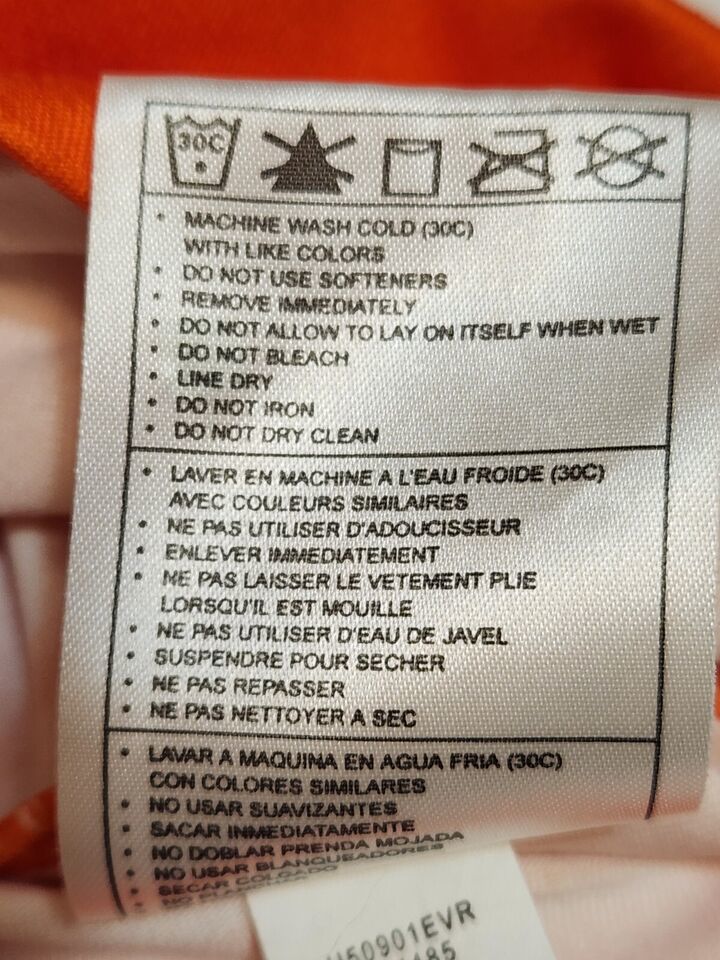 30C
• MACHINE WASH COLD (30C)
WITH LIKE COLORS
• DO NOT USE SOFTENERS
• REMOVE IMMEDIATELY
• DO NOT ALLOW TO LAY ON ITSELF WHEN WET
• DO NOT BLEACH
• LINE DRY
• DO NOT IRON
• DO NOT DRY CLEAN
• LAVER EN MACHINE A L'EAU FROIDE (30C)
AVEC COULEURS SIMILAIRES
• NE PAS UTILISER D'ADOUCISSEUR
• ENLEVER IMMEDIATEMENT
• NE PAS LAISSER LE VETEMENT PLIE
LORSQU'IL EST MOUILLE
• NE PAS UTILISER D'EAU DE JAVEL
• SUSPENDRE POUR SECHER
• NE PAS REPASSER
• NE PAS NETTOYER A SEC
• LAVAR A MAQUINA EN AGUA FRIA (30C)
CON COLORES SIMILARES
• NO USAR SUAVIZANTES
• SACAR INMEDIATAMENTE
• NO DOBLAR PRENDA MOJADA
• NO USAR BLANQUEADORES
• SECAR COLGADO
• NO
50901EVR
485